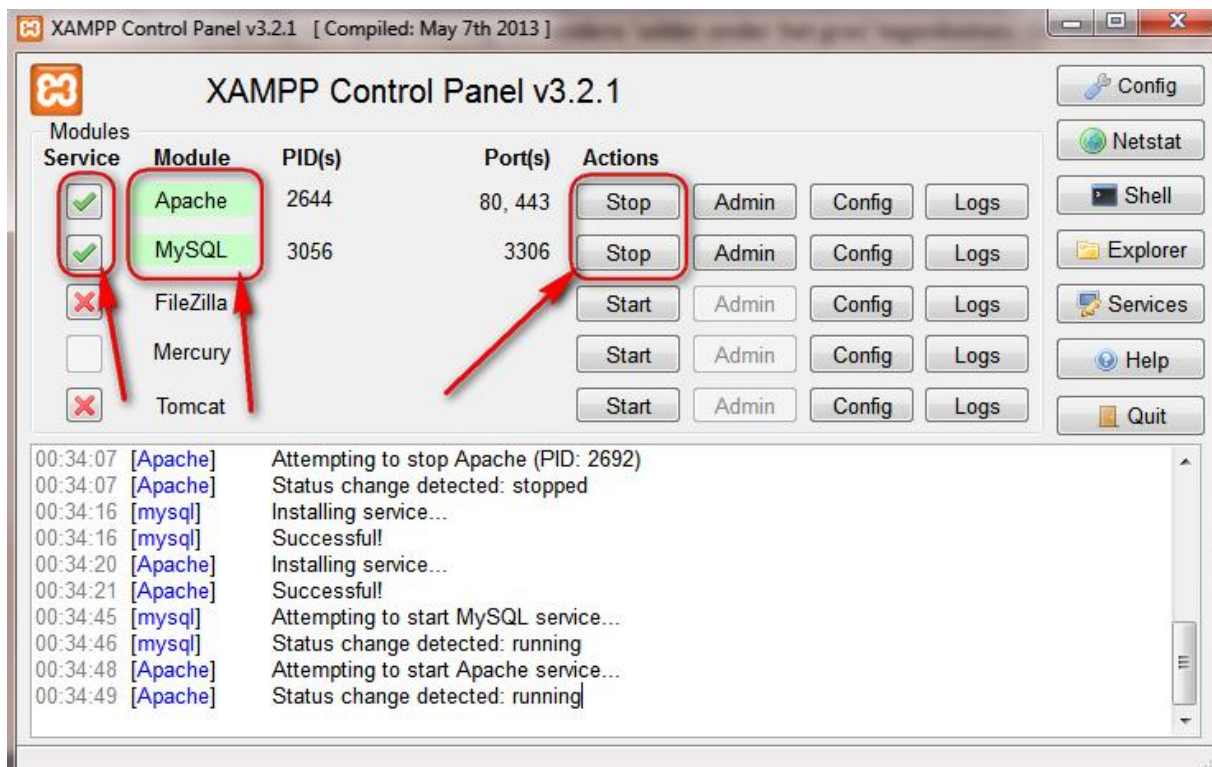 XAMPP Control Panel v3.2.1 [ Compiled: May 7th 2013 ]
XAMPP Control Panel v3.2.1
Config
Modules
Netstat
Service Module PID(s) Port(s) Actions
Apache 2644 80, 443 Stop Admin Config Logs
Shell
MySQL 3056 3306 Stop Admin Config Logs
Explorer
FileZilla Start Admin Config Logs
Services
Mercury Start Admin Config Logs
Help
Tomcat Start Admin Config Logs
Quit
00:34:07 [Apache] Attempting to stop Apache (PID: 2692)
00:34:07 [Apache] Status change detected: stopped
00:34:16 [mysql] Installing service...
00:34:16 [mysql] Successful!
00:34:20 [Apache] Installing service...
00:34:21 [Apache] Successful!
00:34:45 [mysql] Attempting to start MySQL service...
00:34:46 [mysql] Status change detected: running
00:34:48 [Apache] Attempting to start Apache service...
00:34:49 [Apache] Status change detected: running